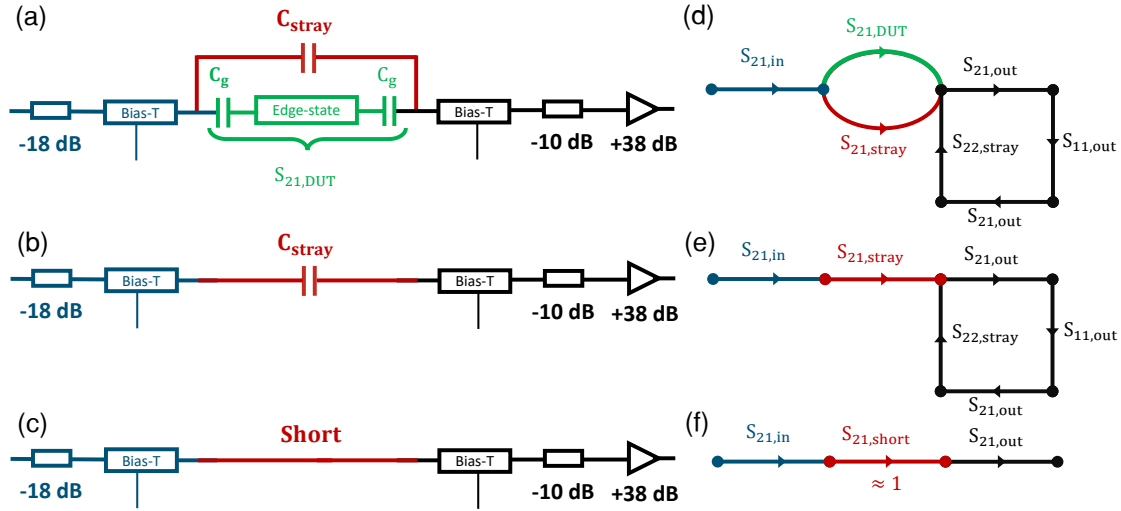 (a)
C_stray
C_g
C_g
Edge-state
Bias-T
Bias-T
-18 dB
-10 dB
+38 dB
S_21,DUT
(b)
C_stray
Bias-T
Bias-T
-18 dB
-10 dB
+38 dB
(c)
Short
Bias-T
Bias-T
-18 dB
-10 dB
+38 dB
(d)
S_21,DUT
S_21,in
S_21,out
S_21,stray
S_22,stray
S_11,out
S_21,out
(e)
S_21,in
S_21,stray
S_21,out
S_22,stray
S_11,out
S_21,out
(f)
S_21,in
S_21,short
S_21,out
≈ 1